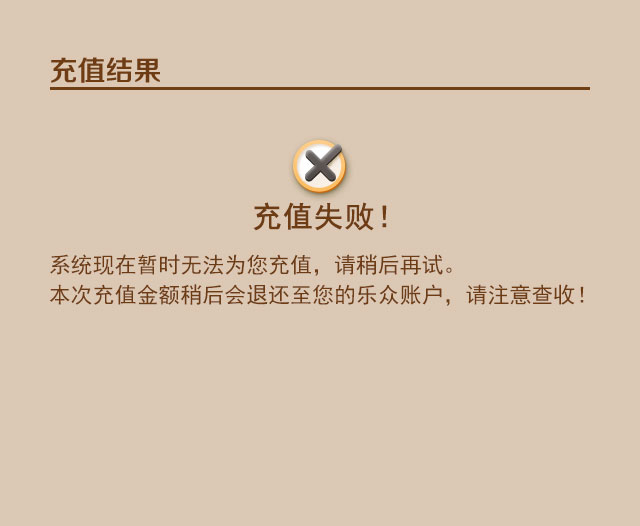 充值结果
充值失败！
系统现在暂时无法为您充值，请稍后再试。
本次充值金额稍后会退还至您的乐众账户，请注意查收！